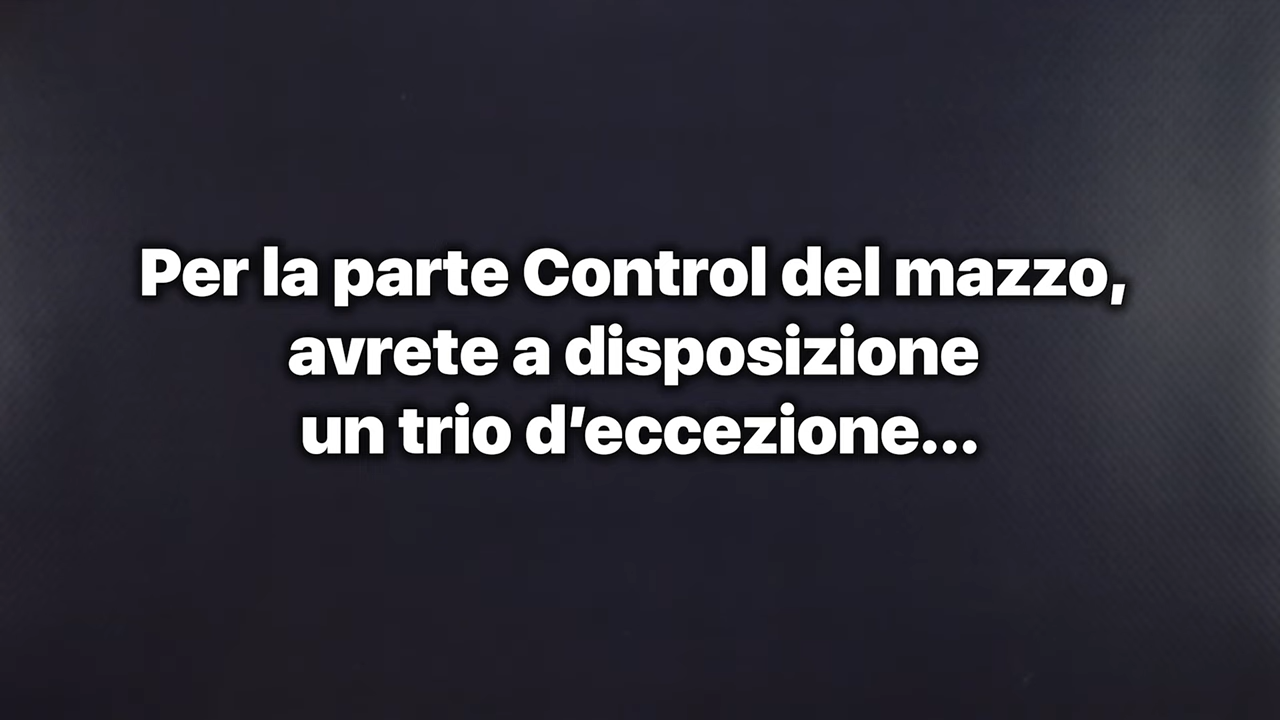 Per la parte Control del mazzo,
avrete a disposizione
un trio d’eccezione...